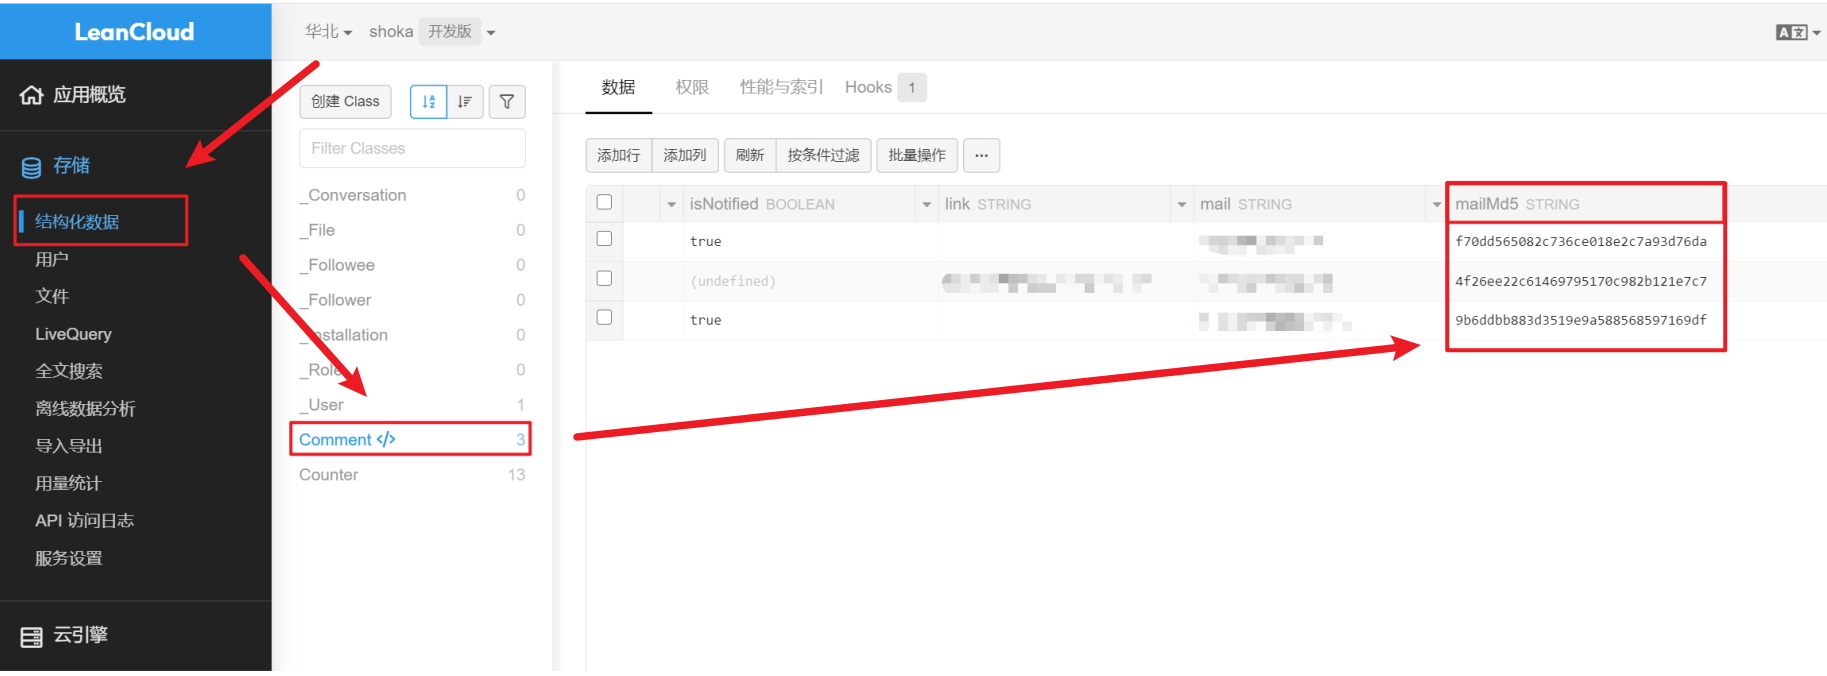 LeanCloud
华北
shoka 开发版
A 文
应用概览
存储
结构化数据
用户
文件
LiveQuery
全文搜索
离线数据分析
导入导出
用量统计
API 访问日志
服务设置
云引擎
创建 Class
Filter Classes
_Conversation 0
_File 0
_Followee 0
_Follower 0
_Installation 0
_Role 0
_User 1
Comment </> 3
Counter 13
数据 权限 性能与索引 Hooks 1
添加行 添加列 刷新 按条件过滤 批量操作 ...
isNotified BOOLEAN link STRING mail STRING mailMd5 STRING
true f70dd565082c736ce018e2c7a93d76da
(undefined) 4f26ee22c61469795170c982b121e7c7
true 9b6ddbb883d3519e9a588568597169df